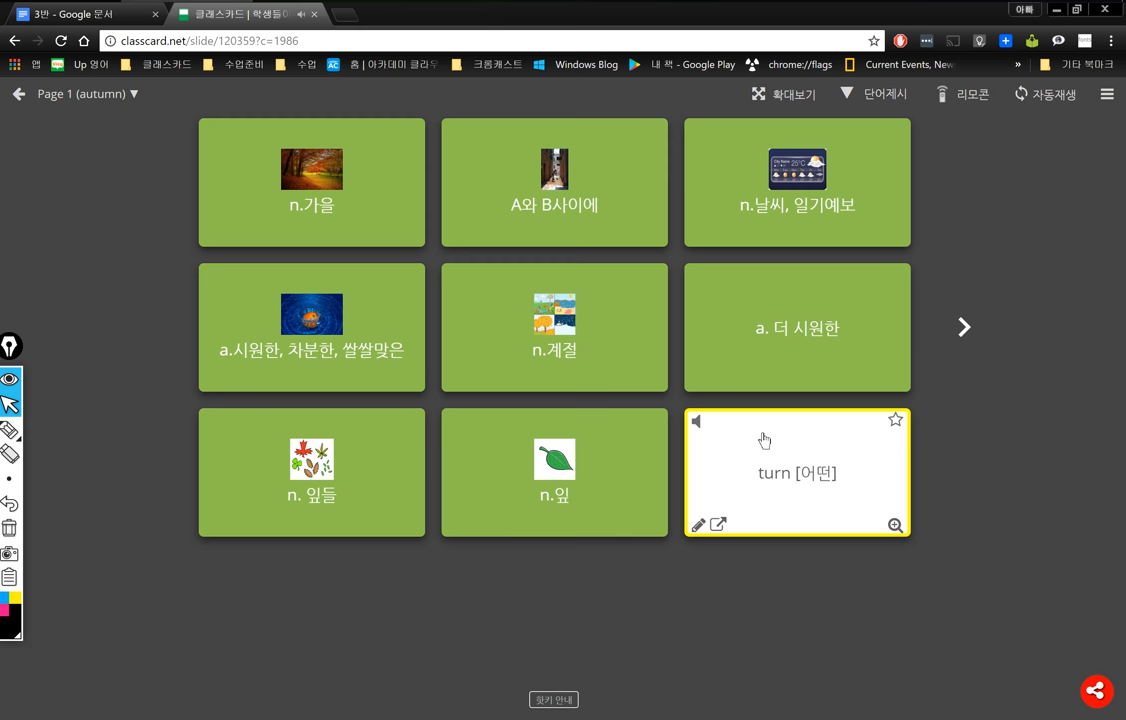 3반 - Google 문서
클래스카드 | 학생들이
아빠
classcard.net/slide/120359?c=1986
앱
Up 영어
클래스카드
수업준비
수업
홈 | 아카데미 클라우
크롬캐스트
Windows Blog
내 책 - Google Play
chrome://flags
Current Events, New
»
기타 북마크
Page 1 (autumn) ▼
확대보기
단어제시
리모콘
자동재생
n.가을
A와 B사이에
n.날씨, 일기예보
a.시원한, 차분한, 쌀쌀맞은
n.계절
a. 더 시원한
n. 잎들
n.잎
turn [어떤]
핫키 안내